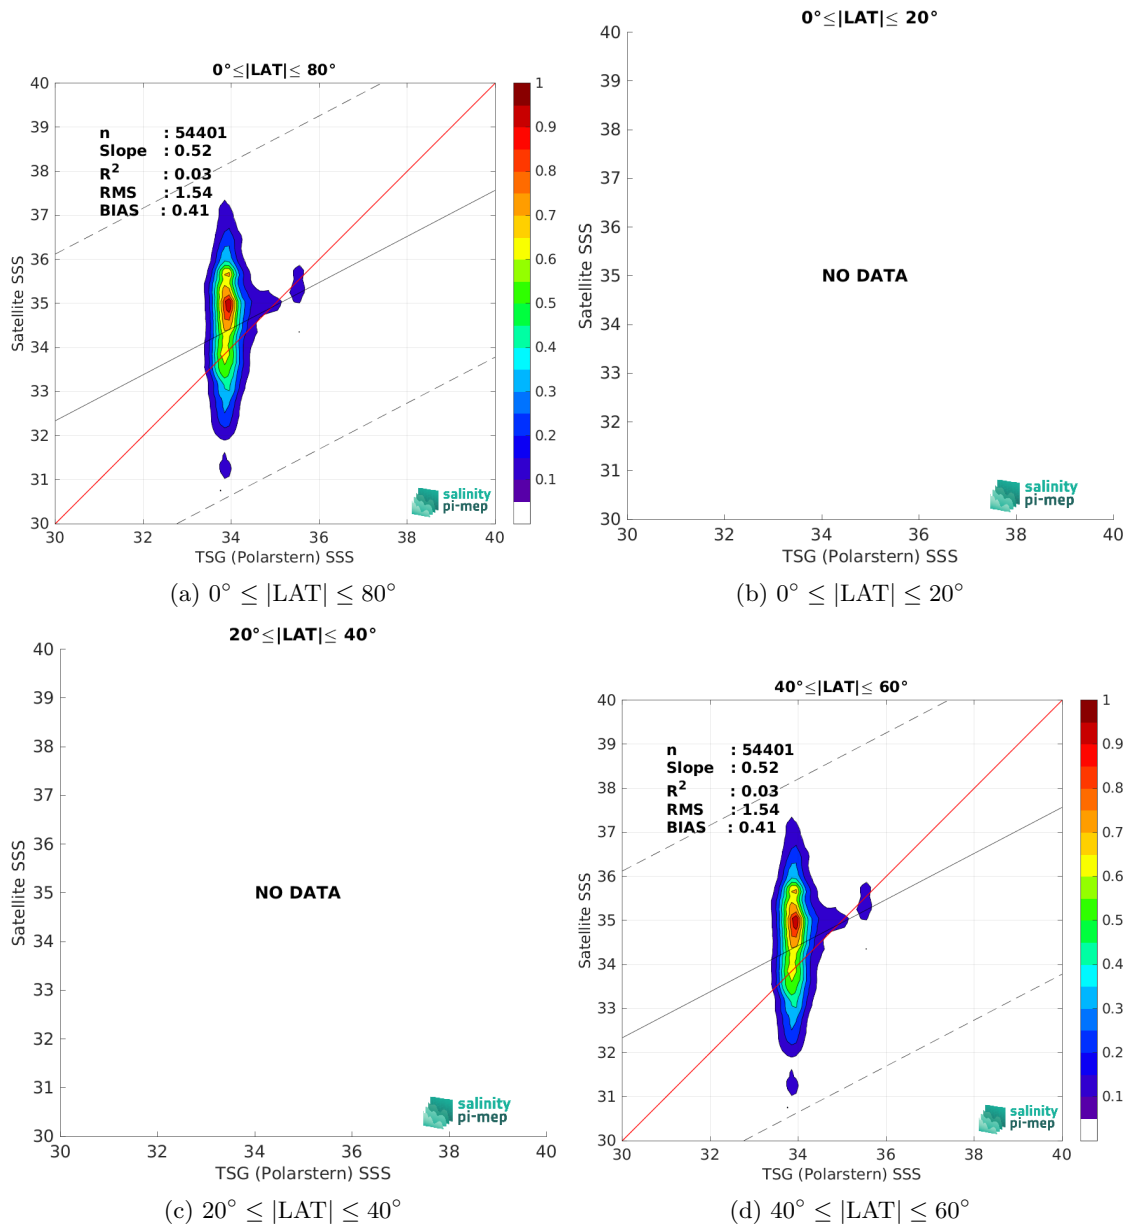 0°≤|LAT|≤ 80°
40
39
38
37
36
35
34
33
32
31
30
Satellite SSS
n : 54401
Slope : 0.52
R² : 0.03
RMS : 1.54
BIAS : 0.41
salinity
pi-mep
30 32 34 36 38 40
TSG (Polarstern) SSS
1
0.9
0.8
0.7
0.6
0.5
0.4
0.3
0.2
0.1
(a) 0° ≤ |LAT| ≤ 80°
0°≤|LAT|≤ 20°
40
39
38
37
36
35
34
33
32
31
30
Satellite SSS
NO DATA
salinity
pi-mep
30 32 34 36 38 40
TSG (Polarstern) SSS
(b) 0° ≤ |LAT| ≤ 20°
20°≤|LAT|≤ 40°
40
39
38
37
36
35
34
33
32
31
30
Satellite SSS
NO DATA
salinity
pi-mep
30 32 34 36 38 40
TSG (Polarstern) SSS
(c) 20° ≤ |LAT| ≤ 40°
40°≤|LAT|≤ 60°
40
39
38
37
36
35
34
33
32
31
30
Satellite SSS
n : 54401
Slope : 0.52
R² : 0.03
RMS : 1.54
BIAS : 0.41
salinity
pi-mep
30 32 34 36 38 40
TSG (Polarstern) SSS
1
0.9
0.8
0.7
0.6
0.5
0.4
0.3
0.2
0.1
(d) 40° ≤ |LAT| ≤ 60°